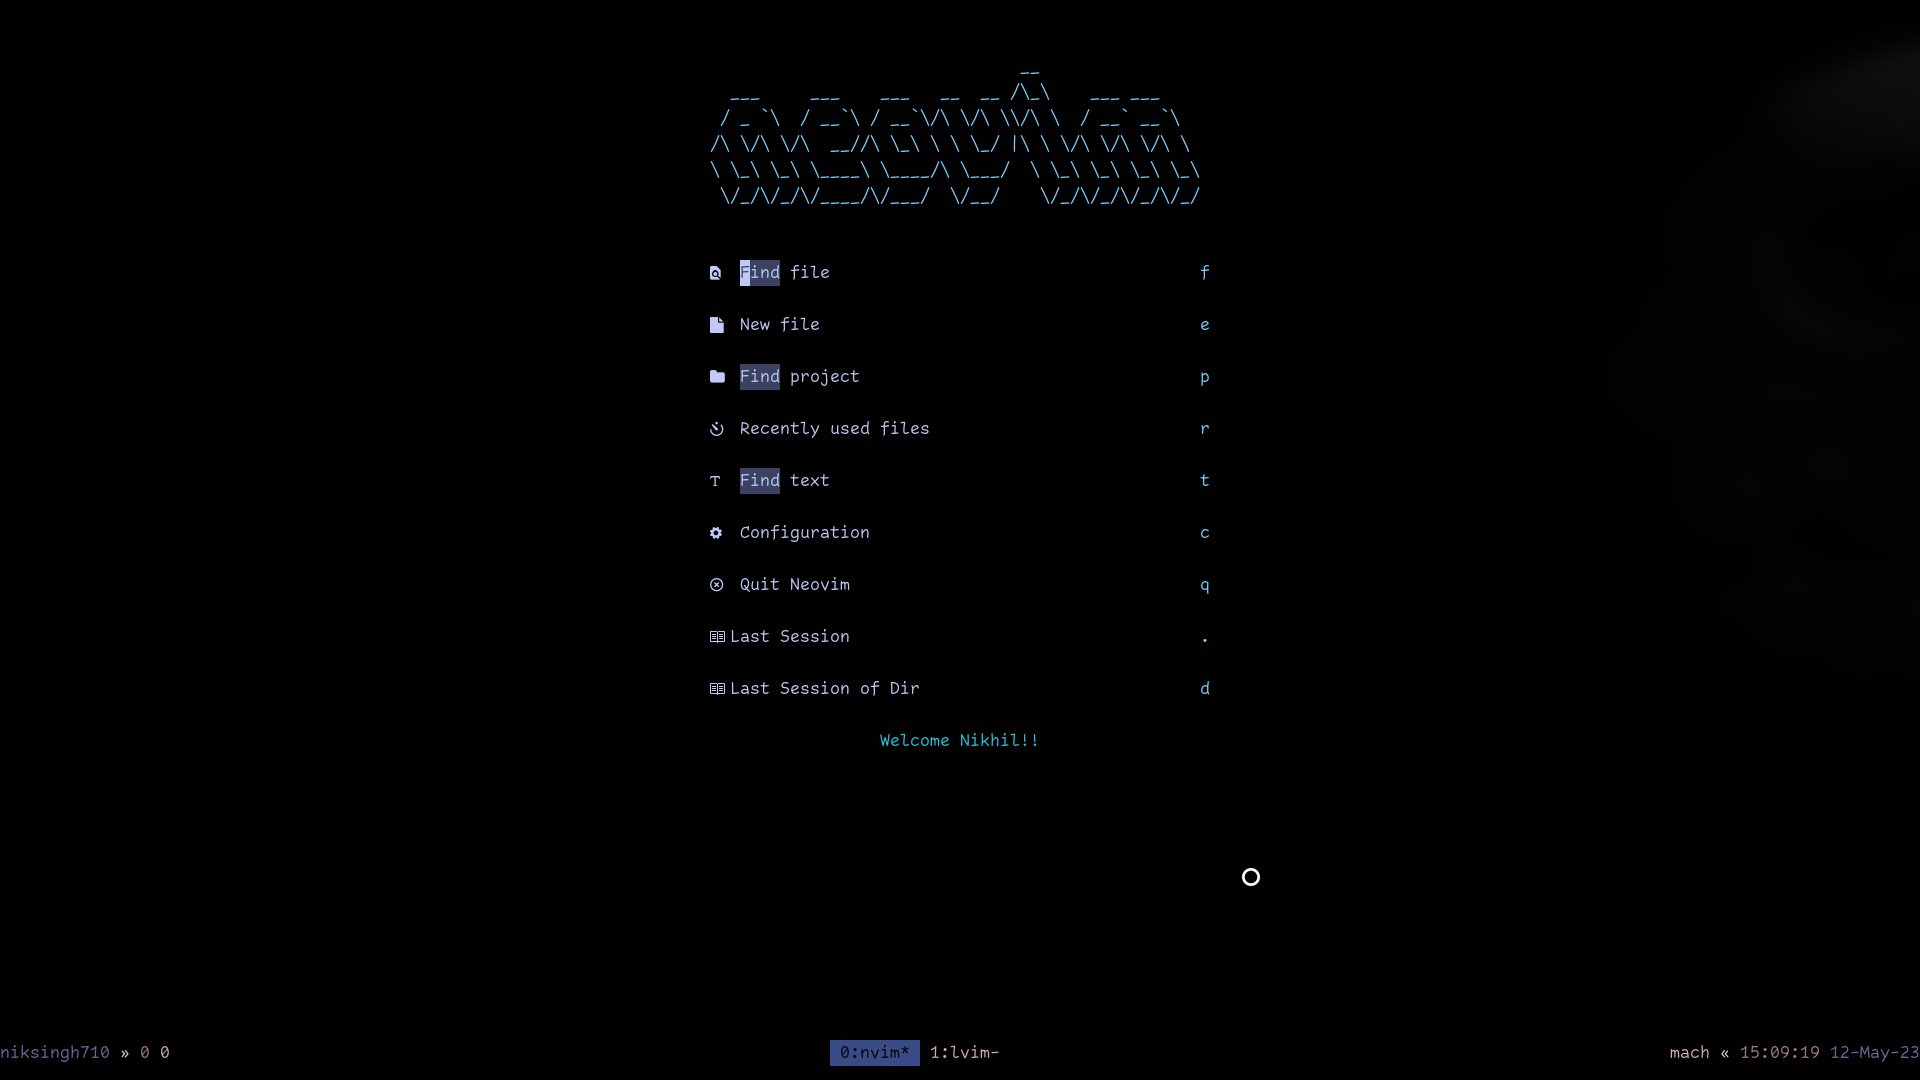 neovim
Find file f
New file e
Find project p
Recently used files r
Find text t
Configuration c
Quit Neovim q
Last Session .
Last Session of Dir d
Welcome Nikhil!!
niksingh710 » 0 0 0:nvim* 1:lvim- mach « 15:09:19 12-May-23